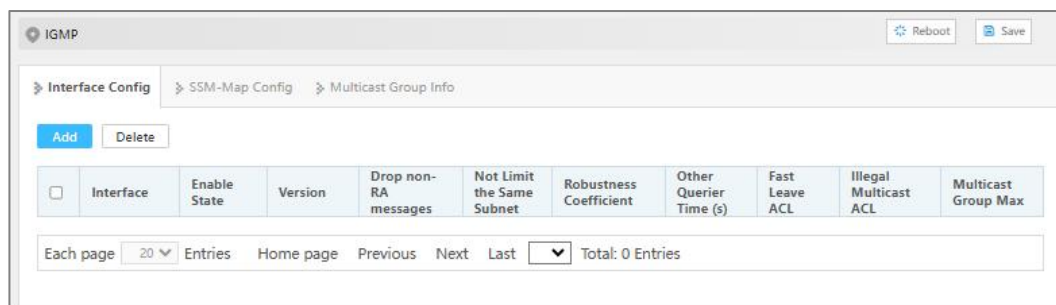 IGMP
Reboot
Save
Interface Config
SSM-Map Config
Multicast Group Info
Add
Delete
Interface
Enable
State
Version
Drop non-
RA
messages
Not Limit
the Same
Subnet
Robustness
Coefficient
Other
Querier
Time (s)
Fast
Leave
ACL
Illegal
Multicast
ACL
Multicast
Group Max
Each page 20 Entries Home page Previous Next Last Total: 0 Entries